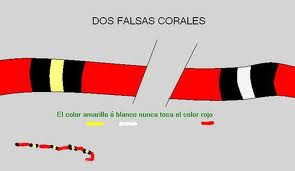 DOS FALSAS CORALES
El color amarillo ó blanco nunca toca el color rojo